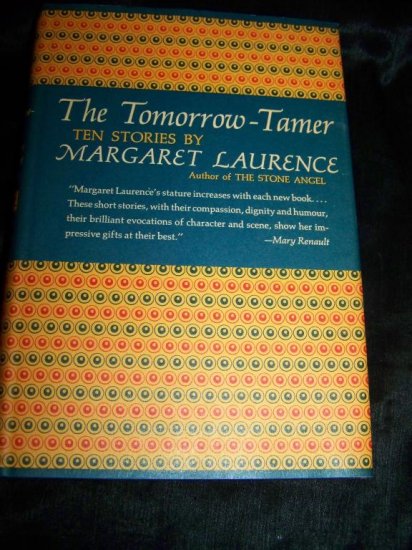 The Tomorrow-Tamer
TEN STORIES BY
MARGARET LAURENCE
Author of THE STONE ANGEL
"Margaret Laurence's stature increases with each new book....
These short stories, with their compassion, dignity and humour,
their brilliant evocations of character and scene, show her im-
pressive gifts at their best."
—Mary Renault